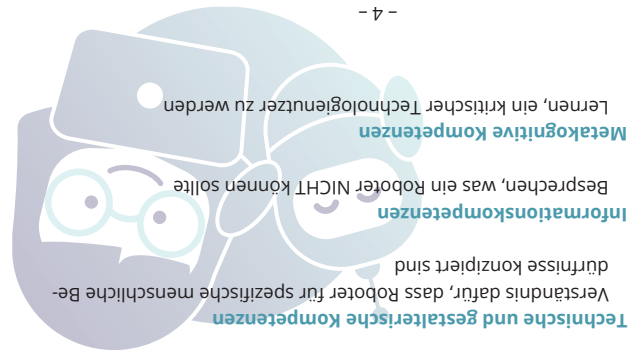 Technische und gestalterische Kompetenzen
Verständnis dafür, dass Roboter für spezifische menschliche Be-
dürfnisse konzipiert sind
Informationskompetenzen
Besprechen, was ein Roboter NICHT können sollte
Metakognitive Kompetenzen
Lernen, ein kritischer Technologienutzer zu werden
– 4 –